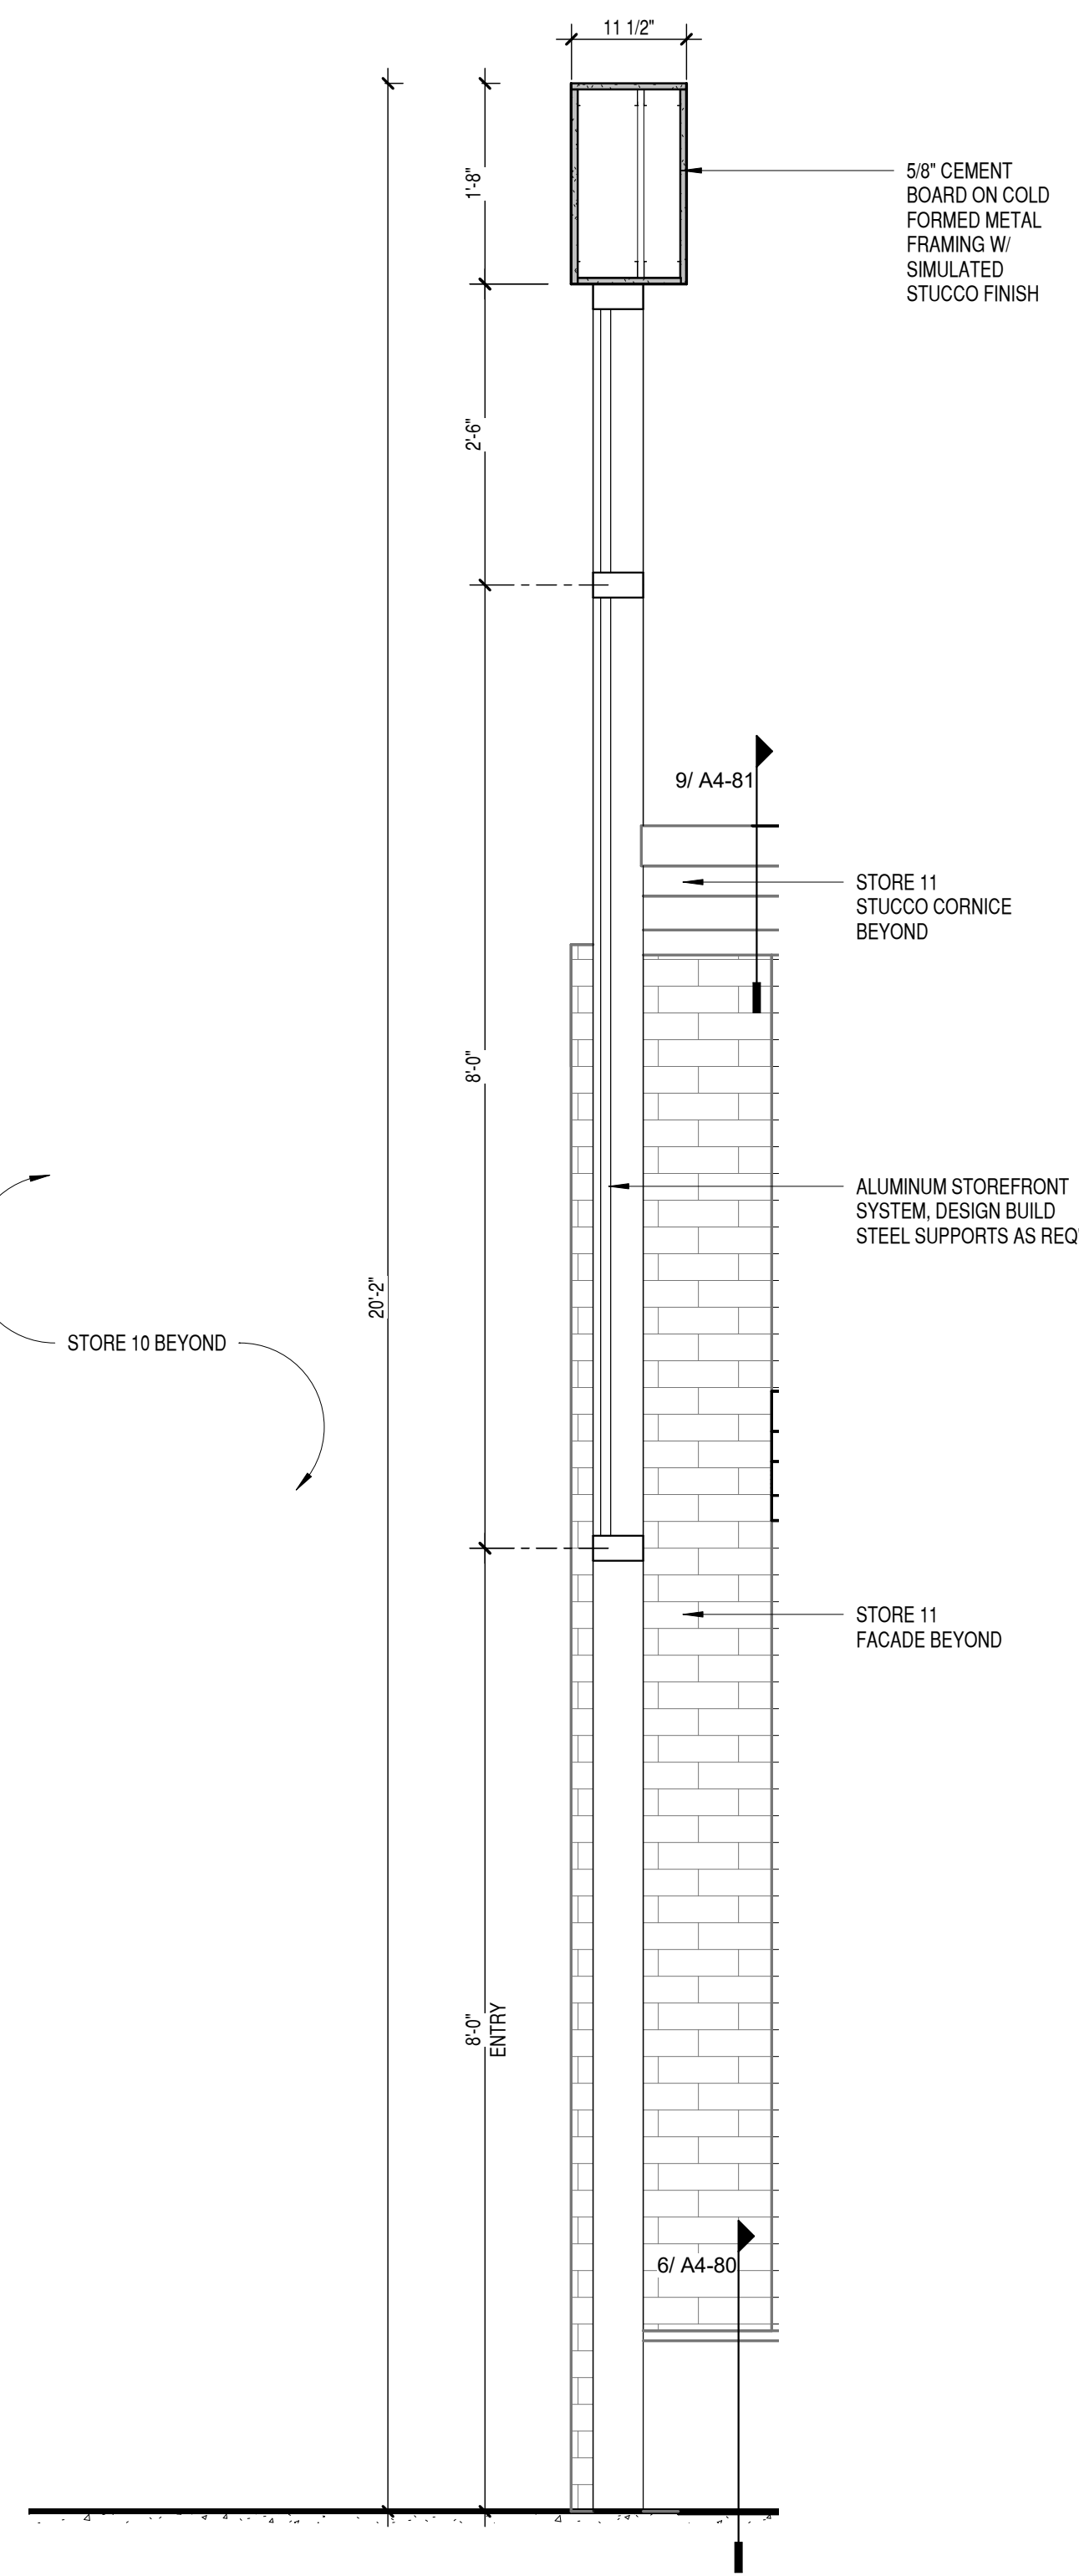 11 1/2"
1'-8"
5/8" CEMENT
BOARD ON COLD
FORMED METAL
FRAMING W/
SIMULATED
STUCCO FINISH
2'-6"
9/ A4-81
STORE 11
STUCCO CORNICE
BEYOND
8'-0"
ALUMINUM STOREFRONT
SYSTEM, DESIGN BUILD
STEEL SUPPORTS AS REQ'
20'-2"
STORE 10 BEYOND
STORE 11
FACADE BEYOND
8'-0"
ENTRY
6/ A4-80